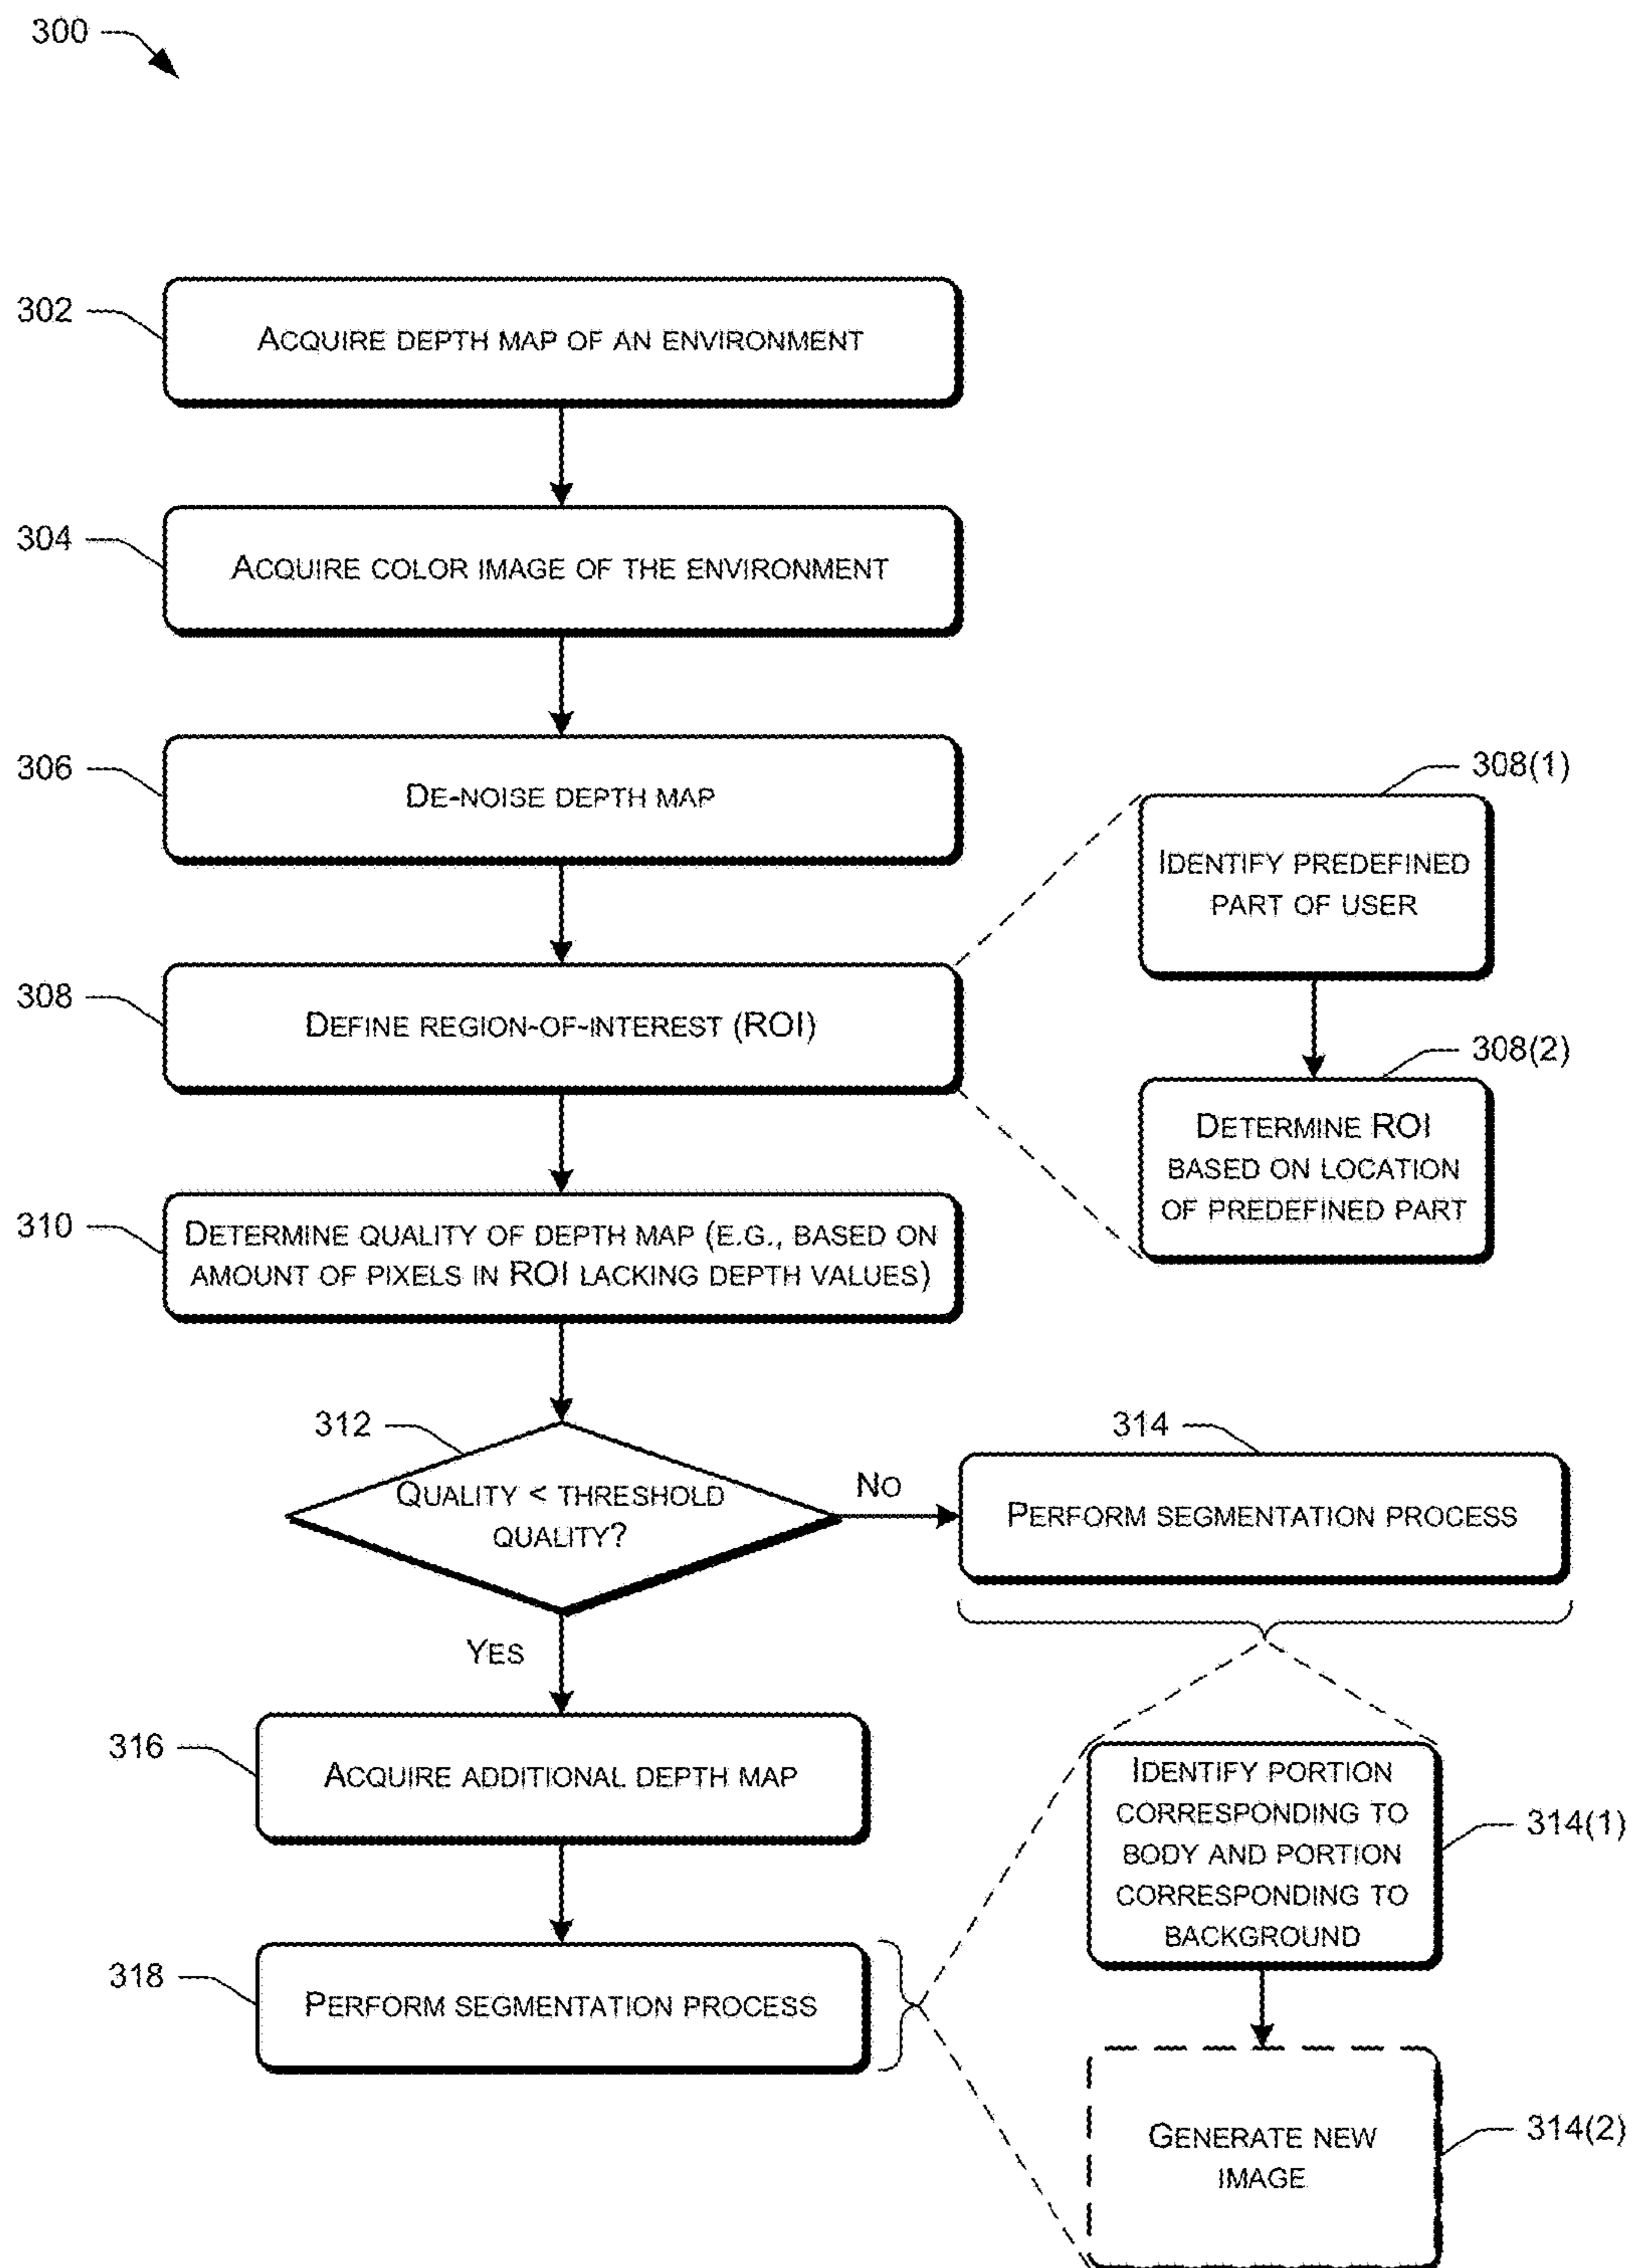 300
302
ACQUIRE DEPTH MAP OF AN ENVIRONMENT
304
ACQUIRE COLOR IMAGE OF THE ENVIRONMENT
306
DE-NOISE DEPTH MAP
308(1)
IDENTIFY PREDEFINED
PART OF USER
308
DEFINE REGION-OF-INTEREST (ROI)
308(2)
DETERMINE ROI
BASED ON LOCATION
OF PREDEFINED PART
310
DETERMINE QUALITY OF DEPTH MAP (E.G., BASED ON
AMOUNT OF PIXELS IN ROI LACKING DEPTH VALUES)
312
QUALITY < THRESHOLD
QUALITY?
NO
314
PERFORM SEGMENTATION PROCESS
YES
316
ACQUIRE ADDITIONAL DEPTH MAP
318
PERFORM SEGMENTATION PROCESS
IDENTIFY PORTION
CORRESPONDING TO
BODY AND PORTION
CORRESPONDING TO
BACKGROUND
314(1)
GENERATE NEW
IMAGE
314(2)